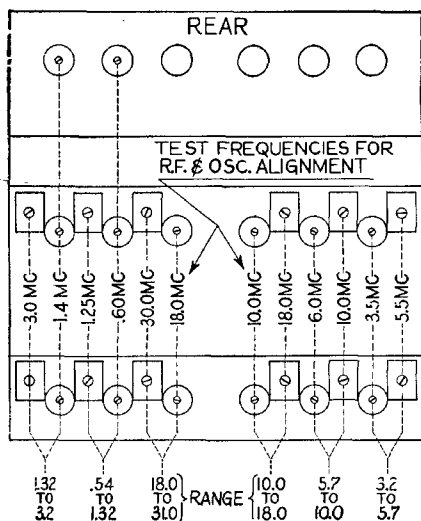 REAR
TEST FREQUENCIES FOR
R.F. & OSC. ALIGNMENT
3.0 MC
1.4 MC
1.25 MC
.60 MC
30.0 MC
18.0 MC
10.0 MC
18.0 MC
6.0 MC
10.0 MC
3.5 MC
5.5 MC
1.32 TO 3.2
.54 TO 1.32
18.0 TO 31.0
RANGE
10.0 TO 18.0
5.7 TO 10.0
3.2 TO 5.7